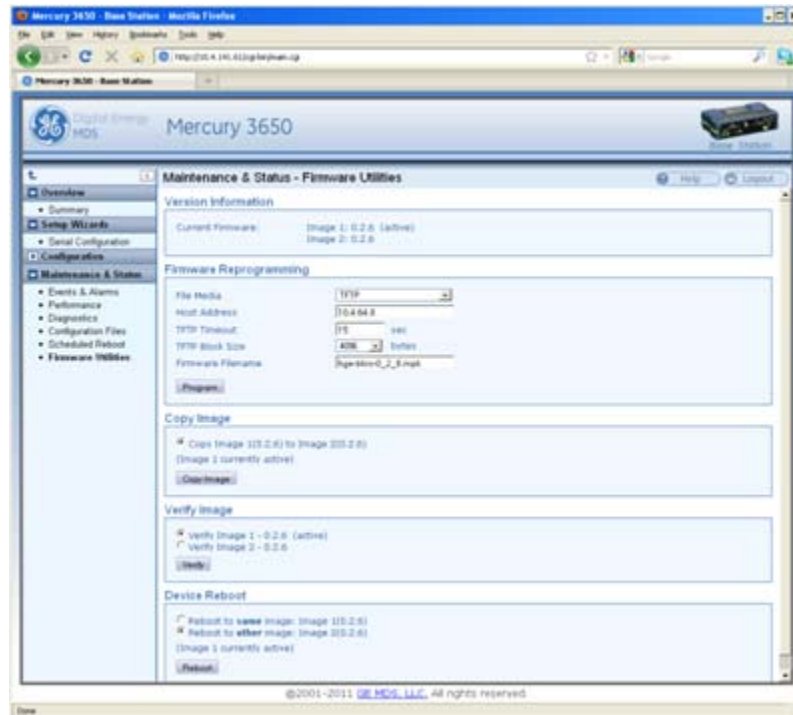 Mercury 3650 - Base Station - Mozilla Firefox
File Edit View History Bookmarks Tools Help
Mercury 3650 - Base Station
GE
Digital Energy
MDS
Mercury 3650
Base Station
Overview
Summary
Setup Wizards
Serial Configuration
Configuration
Maintenance & Status
Events & Alarms
Performance
Diagnostics
Configuration Files
Scheduled Reboot
Firmware Utilities
Maintenance & Status - Firmware Utilities
Help
Logout
Version Information
Current Firmware: Image 1: 0.2.6 (active)
Image 2: 0.2.6
Firmware Reprogramming
File Media TFTP
Host Address 10.4.64.8
TFTP Timeout 15 sec
TFTP Block Size 4096 bytes
Firmware Filename
Program
Copy Image
Copy Image 1(0.2.6) to Image 2(0.2.6)
(Image 1 currently active)
Copy Image
Verify Image
Verify Image 1 - 0.2.6 (active)
Verify Image 2 - 0.2.6
Verify
Device Reboot
Reboot to same image: Image 1(0.2.6)
Reboot to other image: Image 2(0.2.6)
(Image 1 currently active)
Reboot
©2001-2011 GE MDS, LLC, All rights reserved.
Done